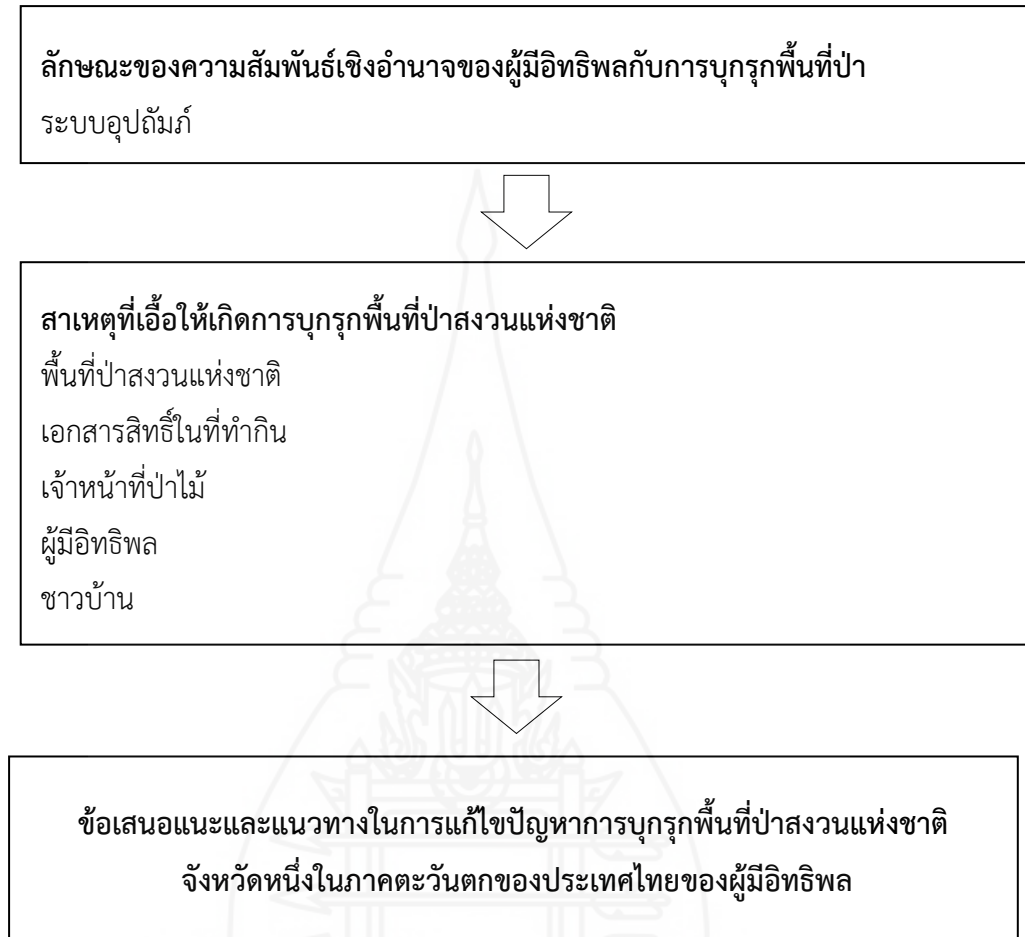 ลักษณะของความสัมพันธ์เชิงอำนาจของผู้มีอิทธิพลกับการบุกรุกพื้นที่ป่า
ระบบอุปถัมภ์
สาเหตุที่เอื้อให้เกิดการบุกรุกพื้นที่ป่าสงวนแห่งชาติ
พื้นที่ป่าสงวนแห่งชาติ
เอกสารสิทธิ์ในที่ทำกิน
เจ้าหน้าที่ป่าไม้
ผู้มีอิทธิพล
ชาวบ้าน
ข้อเสนอแนะและแนวทางในการแก้ไขปัญหาการบุกรุกพื้นที่ป่าสงวนแห่งชาติ
จังหวัดหนึ่งในภาคตะวันตกของประเทศไทยของผู้มีอิทธิพล